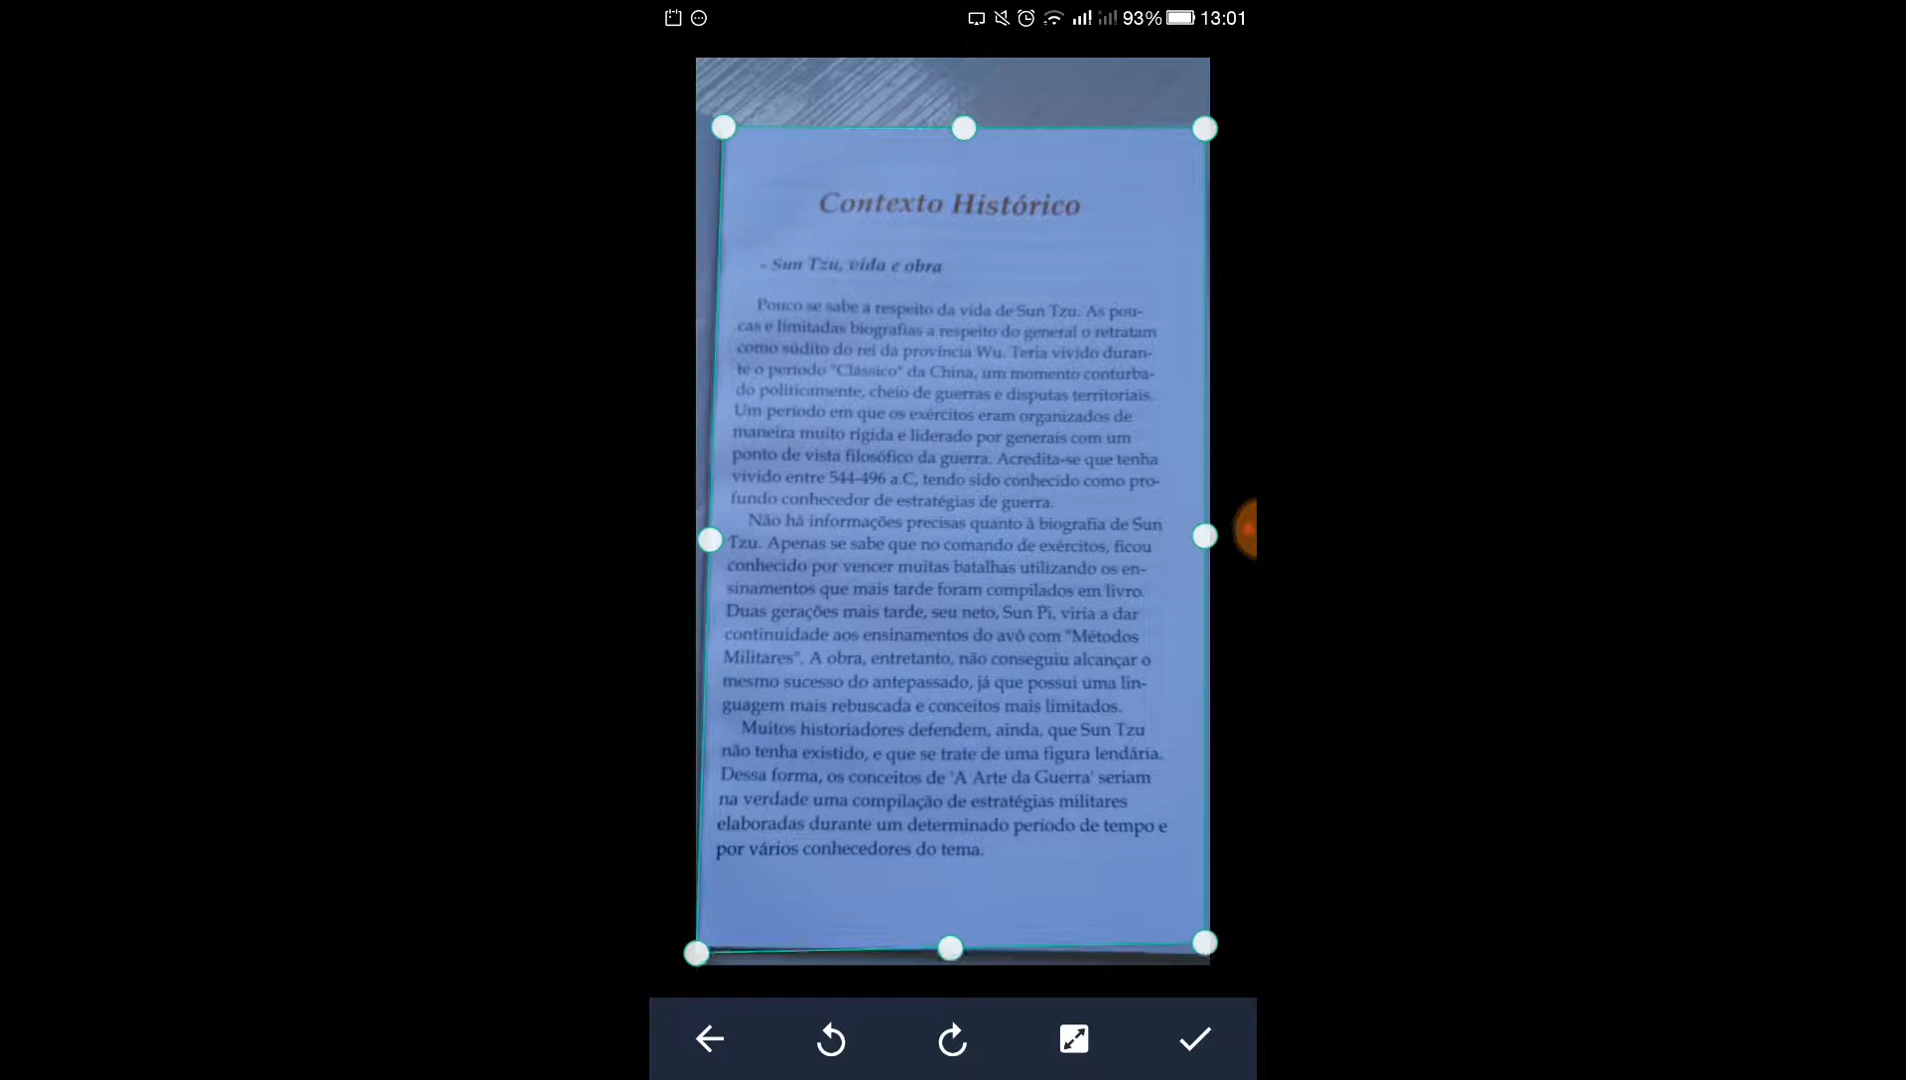 93% 13:01
Contexto Histórico
- Sun Tzu, vida e obra
Pouco se sabe a respeito da vida de Sun Tzu. As pou-
cas e limitadas biografias a respeito do general o retratam
como súdito do rei da província Wu. Teria vivido duran-
te o período "Clássico" da China, um momento conturba-
do politicamente, cheio de guerras e disputas territoriais.
Um período em que os exércitos eram organizados de
maneira muito rígida e liderado por generais com um
ponto de vista filosófico da guerra. Acredita-se que tenha
vivido entre 544-496 a.C, tendo sido conhecido como pro-
fundo conhecedor de estratégias de guerra.
Não há informações precisas quanto à biografia de Sun
Tzu. Apenas se sabe que no comando de exércitos, ficou
conhecido por vencer muitas batalhas utilizando os en-
sinamentos que mais tarde foram compilados em livro.
Duas gerações mais tarde, seu neto, Sun Pi, viria a dar
continuidade aos ensinamentos do avô com "Métodos
Militares". A obra, entretanto, não conseguiu alcançar o
mesmo sucesso do antepassado, já que possui uma lin-
guagem mais rebuscada e conceitos mais limitados.
Muitos historiadores defendem, ainda, que Sun Tzu
não tenha existido, e que se trate de uma figura lendária.
Dessa forma, os conceitos de 'A Arte da Guerra' seriam
na verdade uma compilação de estratégias militares
elaboradas durante um determinado período de tempo e
por vários conhecedores do tema.